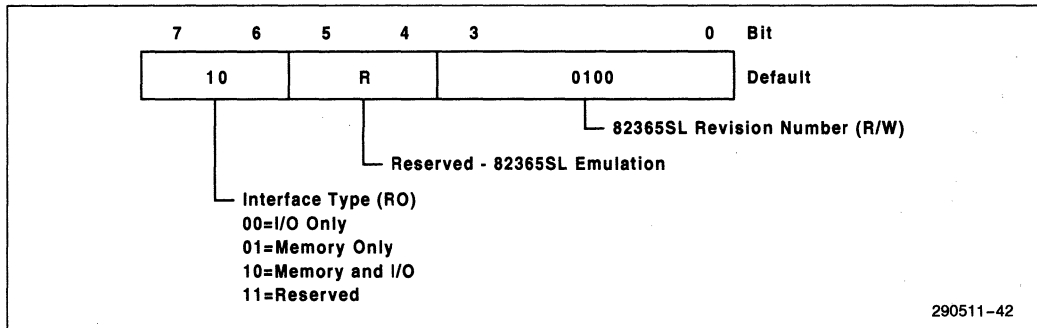 7 6 5 4 3 0 Bit
10 R 0100 Default
82365SL Revision Number (R/W)
Reserved - 82365SL Emulation
Interface Type (RO)
00=I/O Only
01=Memory Only
10=Memory and I/O
11=Reserved
290511-42